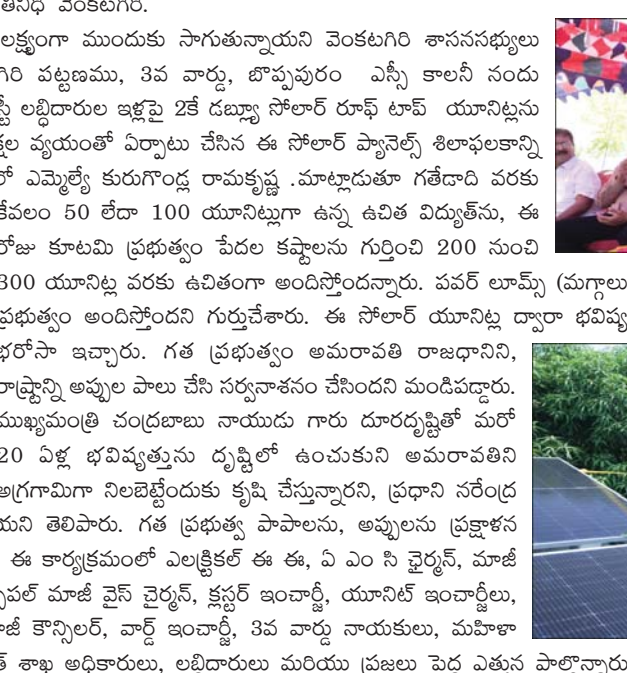 వెంకటగిరి.
లక్ష్యంగా ముందుకు సాగుతున్నాయని వెంకటగిరి శాసనసభ్యులు
గిరి పట్టణము, 3వ వార్డు, బొప్పపురం ఎస్సీ కాలనీ నందు
లబ్ధిదారుల ఇళ్లపై 2కే డబ్ల్యూ సోలార్ రూఫ్ టాప్ యూనిట్లను
వ్యయంతో ఏర్పాటు చేసిన ఈ సోలార్ ప్యానెల్స్ శిలాఫలకాన్ని
లో ఎమ్మెల్యే కురుగొండ్ల రామకృష్ణ .మాట్లాడుతూ గతేడాది వరకు
కేవలం 50 లేదా 100 యూనిట్లుగా ఉన్న ఉచిత విద్యుత్‌ను, ఈ
రోజు కూటమి ప్రభుత్వం పేదల కష్టాలను గుర్తించి 200 నుంచి
300 యూనిట్ల వరకు ఉచితంగా అందిస్తోందన్నారు. పవర్ లూమ్స్ (మగ్గాలు
ప్రభుత్వం అందిస్తోందని గుర్తుచేశారు. ఈ సోలార్ యూనిట్ల ద్వారా భవిష్య
భరోసా ఇచ్చారు. గత ప్రభుత్వం అమరావతి రాజధానిని,
రాష్ట్రాన్ని అప్పుల పాలు చేసి సర్వనాశనం చేసిందని మండిపడ్డారు.
ముఖ్యమంత్రి చంద్రబాబు నాయుడు గారు దూరదృష్టితో మరో
20 ఏళ్ల భవిష్యత్తును దృష్టిలో ఉంచుకుని అమరావతిని
అగ్రగామిగా నిలబెట్టేందుకు కృషి చేస్తున్నారని, ప్రధాని నరేంద్ర
యని తెలిపారు. గత ప్రభుత్వ పాపాలను, అప్పులను ప్రక్షాళన
ఈ కార్యక్రమంలో ఎలక్ట్రికల్ ఈ ఈ, ఏ ఎం సి ఛైర్మన్, మాజీ
మాజీ వైస్ చైర్మన్, క్లస్టర్ ఇంచార్జీ, యూనిట్ ఇంచార్జీలు,
కౌన్సిలర్, వార్డ్ ఇంచార్జీ, 3వ వార్డు నాయకులు, మహిళా
శాఖ అధికారులు, లబ్దిదారులు మరియు ప్రజలు పెద్ద ఎత్తున పాల్గొన్నారు